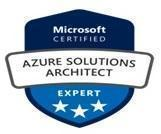 Microsoft
CERTIFIED
AZURE SOLUTIONS
ARCHITECT
EXPERT